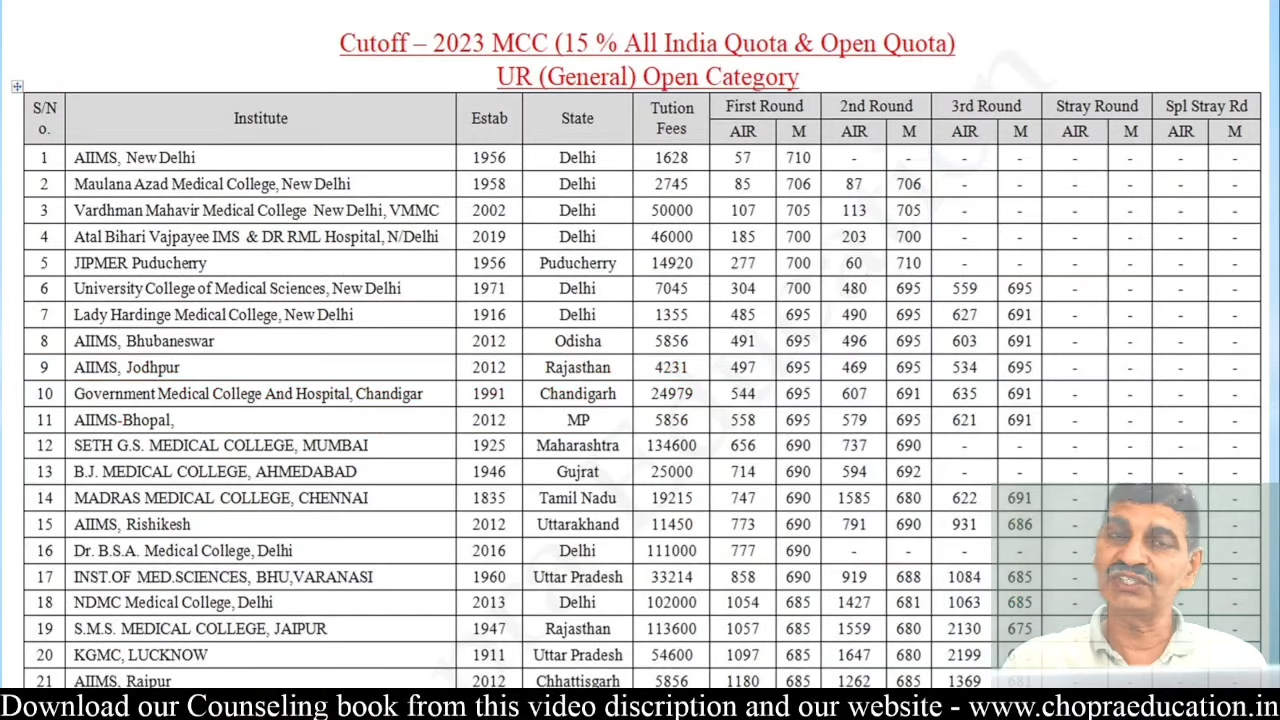 Cutoff – 2023 MCC (15 % All India Quota & Open Quota)
UR (General) Open Category
S/N o. Institute Estab State Tution Fees First Round 2nd Round 3rd Round Stray Round Spl Stray Rd
AIR M AIR M AIR M AIR M AIR M
1 AIIMS, New Delhi 1956 Delhi 1628 57 710 - - - - - - - -
2 Maulana Azad Medical College, New Delhi 1958 Delhi 2745 85 706 87 706 - - - - - -
3 Vardhman Mahavir Medical College New Delhi, VMMC 2002 Delhi 50000 107 705 113 705 - - - - - -
4 Atal Bihari Vajpayee IMS & DR RML Hospital, N/Delhi 2019 Delhi 46000 185 700 203 700 - - - - - -
5 JIPMER Puducherry 1956 Puducherry 14920 277 700 60 710 - - - - - -
6 University College of Medical Sciences, New Delhi 1971 Delhi 7045 304 700 480 695 559 695 - - - -
7 Lady Hardinge Medical College, New Delhi 1916 Delhi 1355 485 695 490 695 627 691 - - - -
8 AIIMS, Bhubaneswar 2012 Odisha 5856 491 695 496 695 603 691 - - - -
9 AIIMS, Jodhpur 2012 Rajasthan 4231 497 695 469 695 534 695 - - - -
10 Government Medical College And Hospital, Chandigar 1991 Chandigarh 24979 544 695 607 691 635 691 - - - -
11 AIIMS-Bhopal, 2012 MP 5856 558 695 579 695 621 691 - - - -
12 SETH G.S. MEDICAL COLLEGE, MUMBAI 1925 Maharashtra 134600 656 690 737 690 - - - - - -
13 B.J. MEDICAL COLLEGE, AHMEDABAD 1946 Gujrat 25000 714 690 594 692 - - - - - -
14 MADRAS MEDICAL COLLEGE, CHENNAI 1835 Tamil Nadu 19215 747 690 1585 680 622 691 - - - -
15 AIIMS, Rishikesh 2012 Uttarakhand 11450 773 690 791 690 931 686 - - -
16 Dr. B.S.A. Medical College, Delhi 2016 Delhi 111000 777 690 - - - - - - -
17 INST.OF MED.SCIENCES, BHU,VARANASI 1960 Uttar Pradesh 33214 858 690 919 688 1084 685 - - -
18 NDMC Medical College, Delhi 2013 Delhi 102000 1054 685 1427 681 1063 685 - - -
19 S.M.S. MEDICAL COLLEGE, JAIPUR 1947 Rajasthan 113600 1057 685 1559 680 2130 675 -
20 KGMC, LUCKNOW 1911 Uttar Pradesh 54600 1097 685 1647 680 2199
21 AIIMS, Raipur 2012 Chhattisgarh 5856 1180 685 1262 685 1369 681
Download our Counseling book from this video discription and our website - www.chopraeducation.in